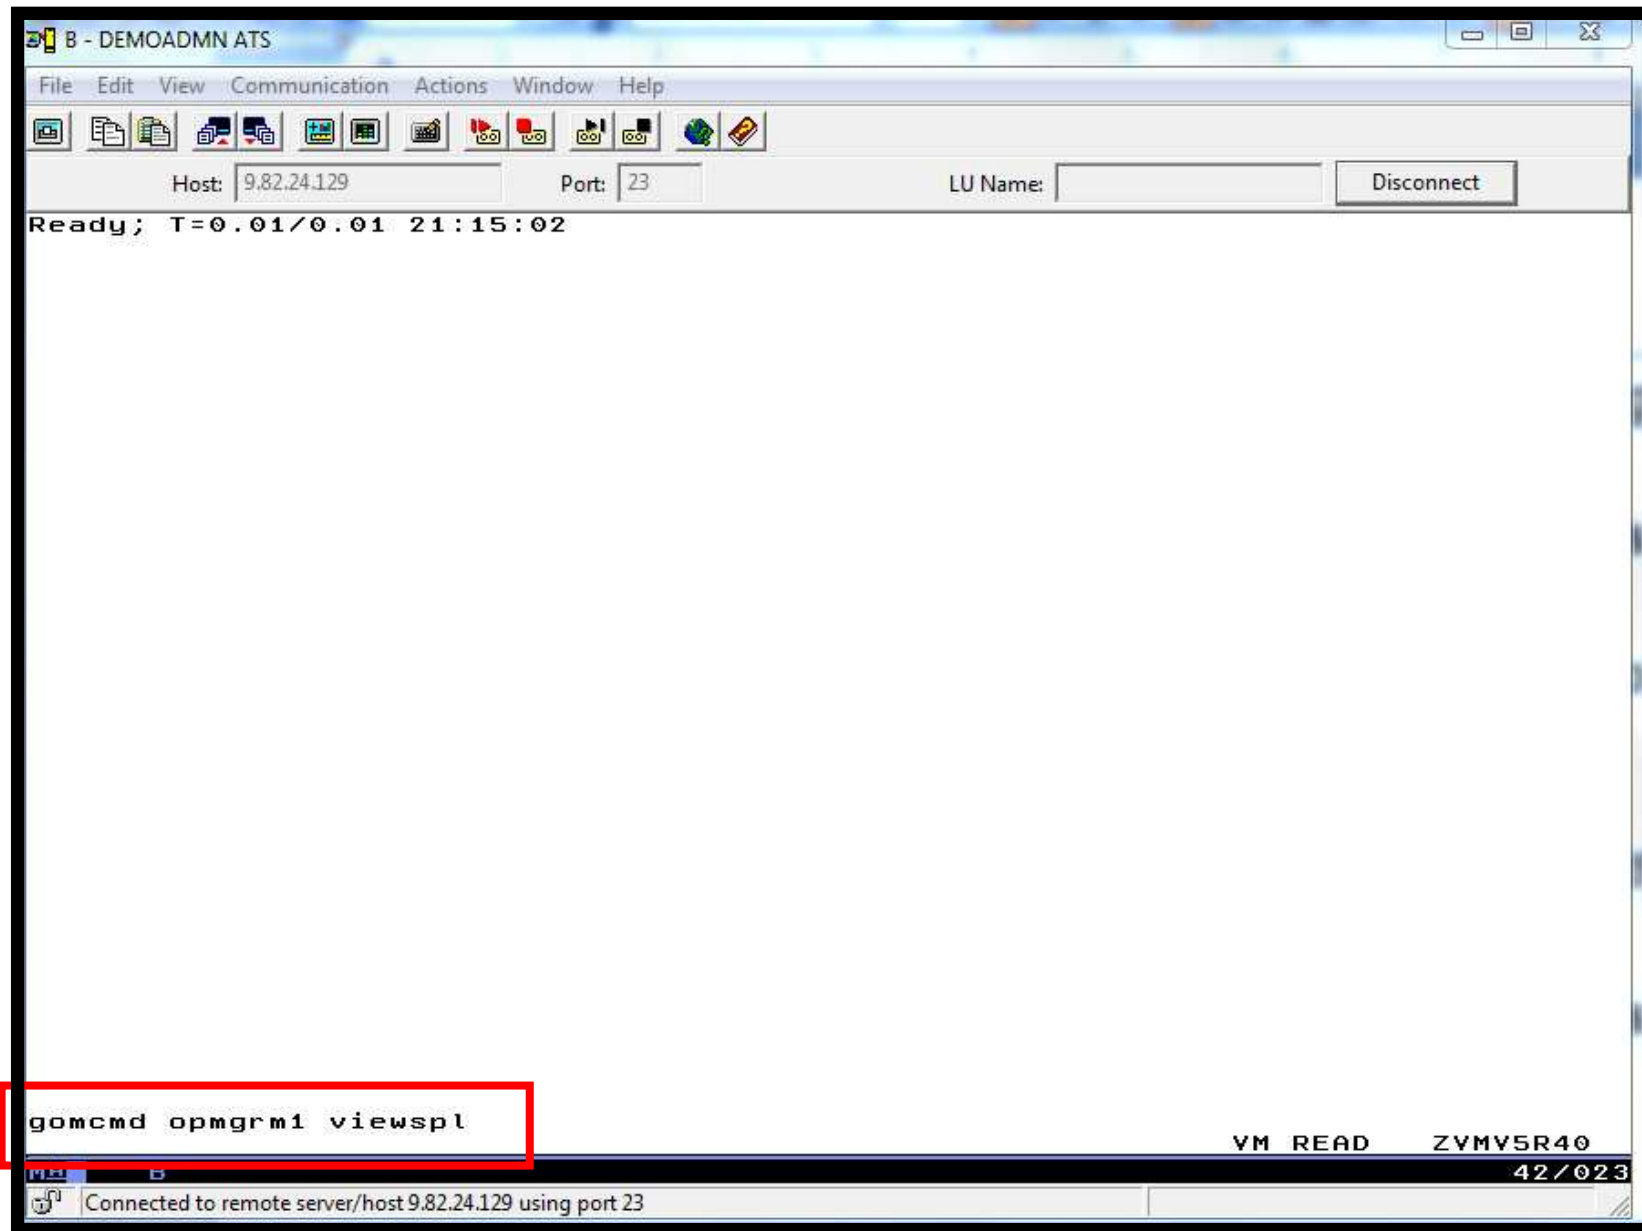 B - DEMOADMN ATS
File Edit View Communication Actions Window Help
Host: 9.82.24.129 Port: 23 LU Name: Disconnect
Ready; T=0.01/0.01 21:15:02
gomcmd opmgrm1 viewspl
VM READ ZVMV5R40
B 42/023
Connected to remote server/host 9.82.24.129 using port 23